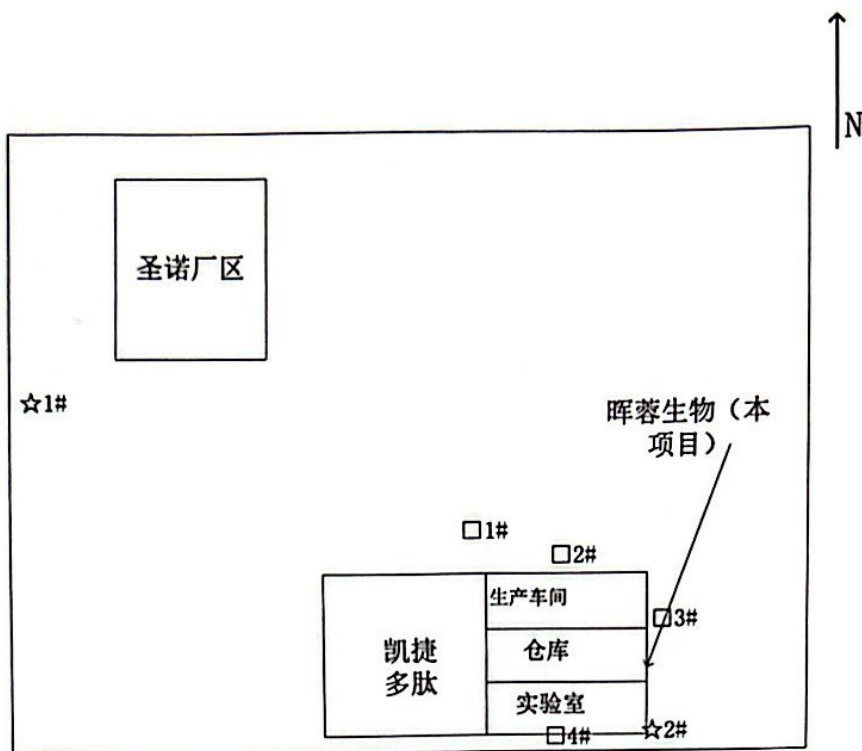 N
圣诺厂区
☆1#
晖蓉生物（本
项目）
□1#
□2#
生产车间
□3#
凯捷
多肽
仓库
实验室
□4#
☆2#